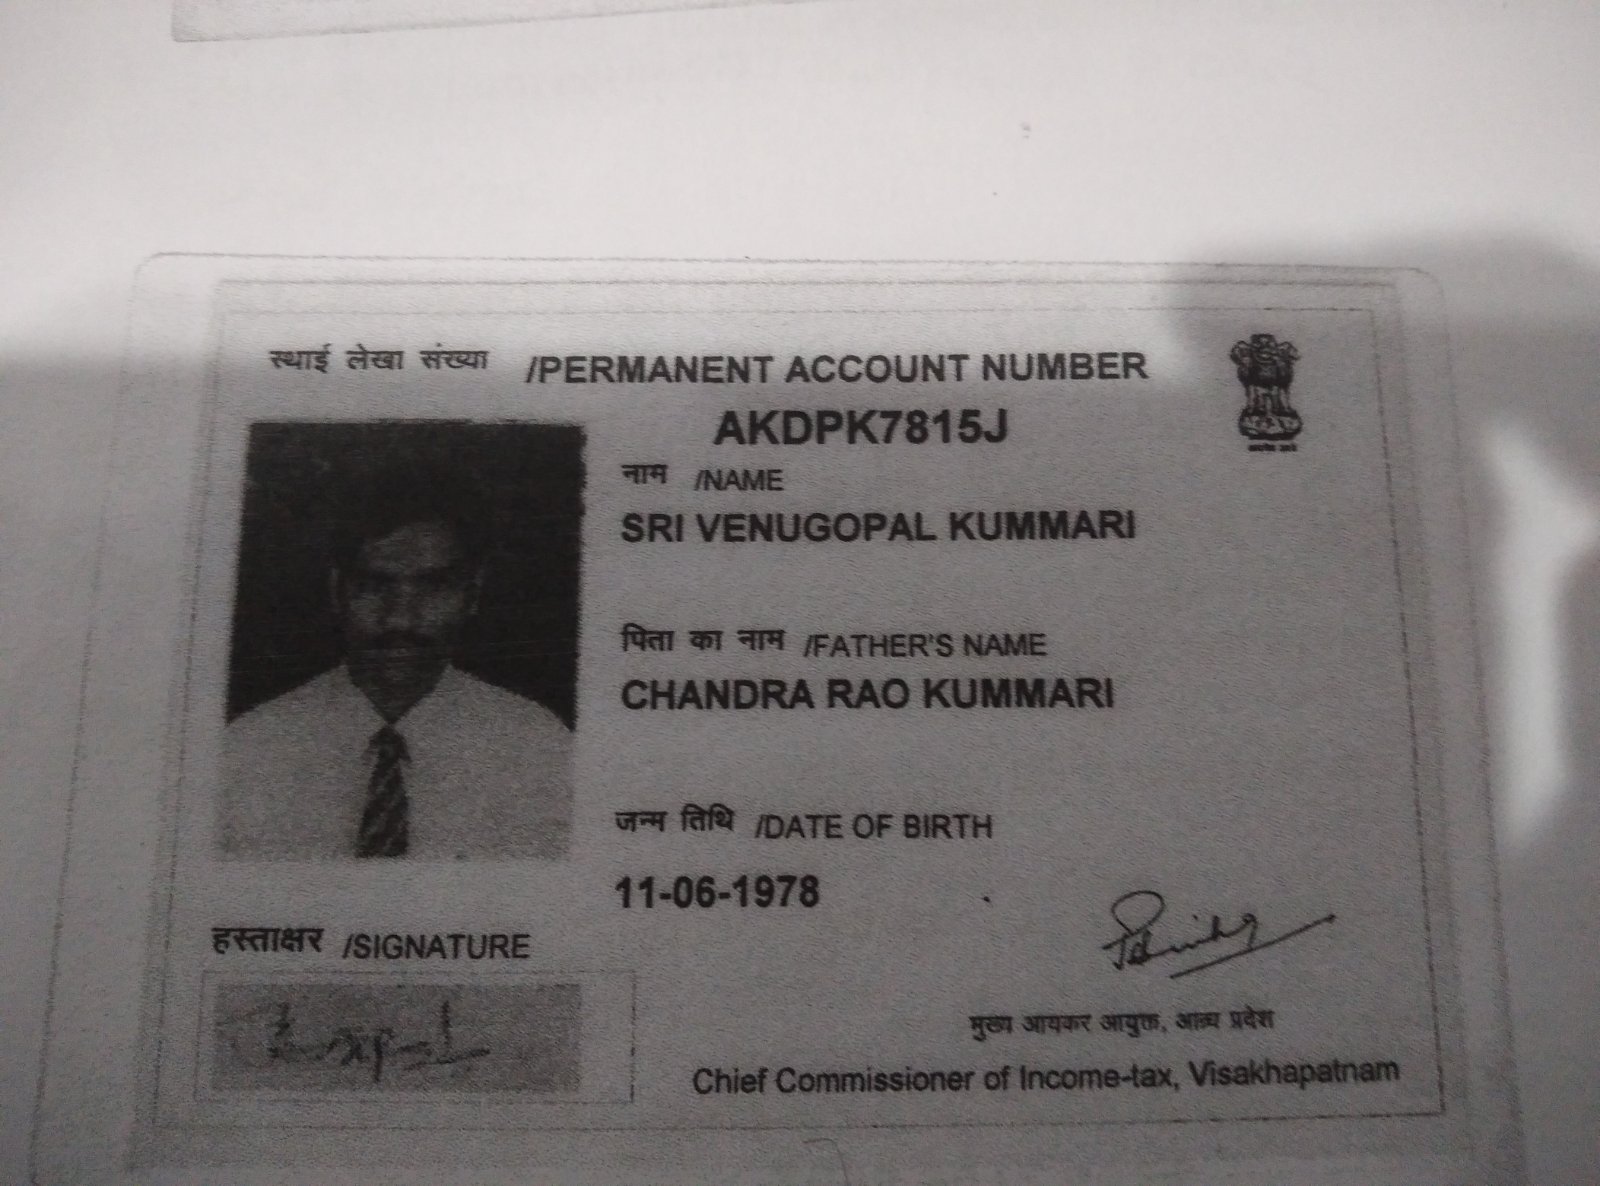 स्थाई लेखा संख्या /PERMANENT ACCOUNT NUMBER
AKDPK7815J
नाम /NAME
SRI VENUGOPAL KUMMARI
पिता का नाम /FATHER'S NAME
CHANDRA RAO KUMMARI
जन्म तिथि /DATE OF BIRTH
11-06-1978
हस्ताक्षर /SIGNATURE
मुख्य आयकर आयुक्त, आन्ध्र प्रदेश
Chief Commissioner of Income-tax, Visakhapatnam